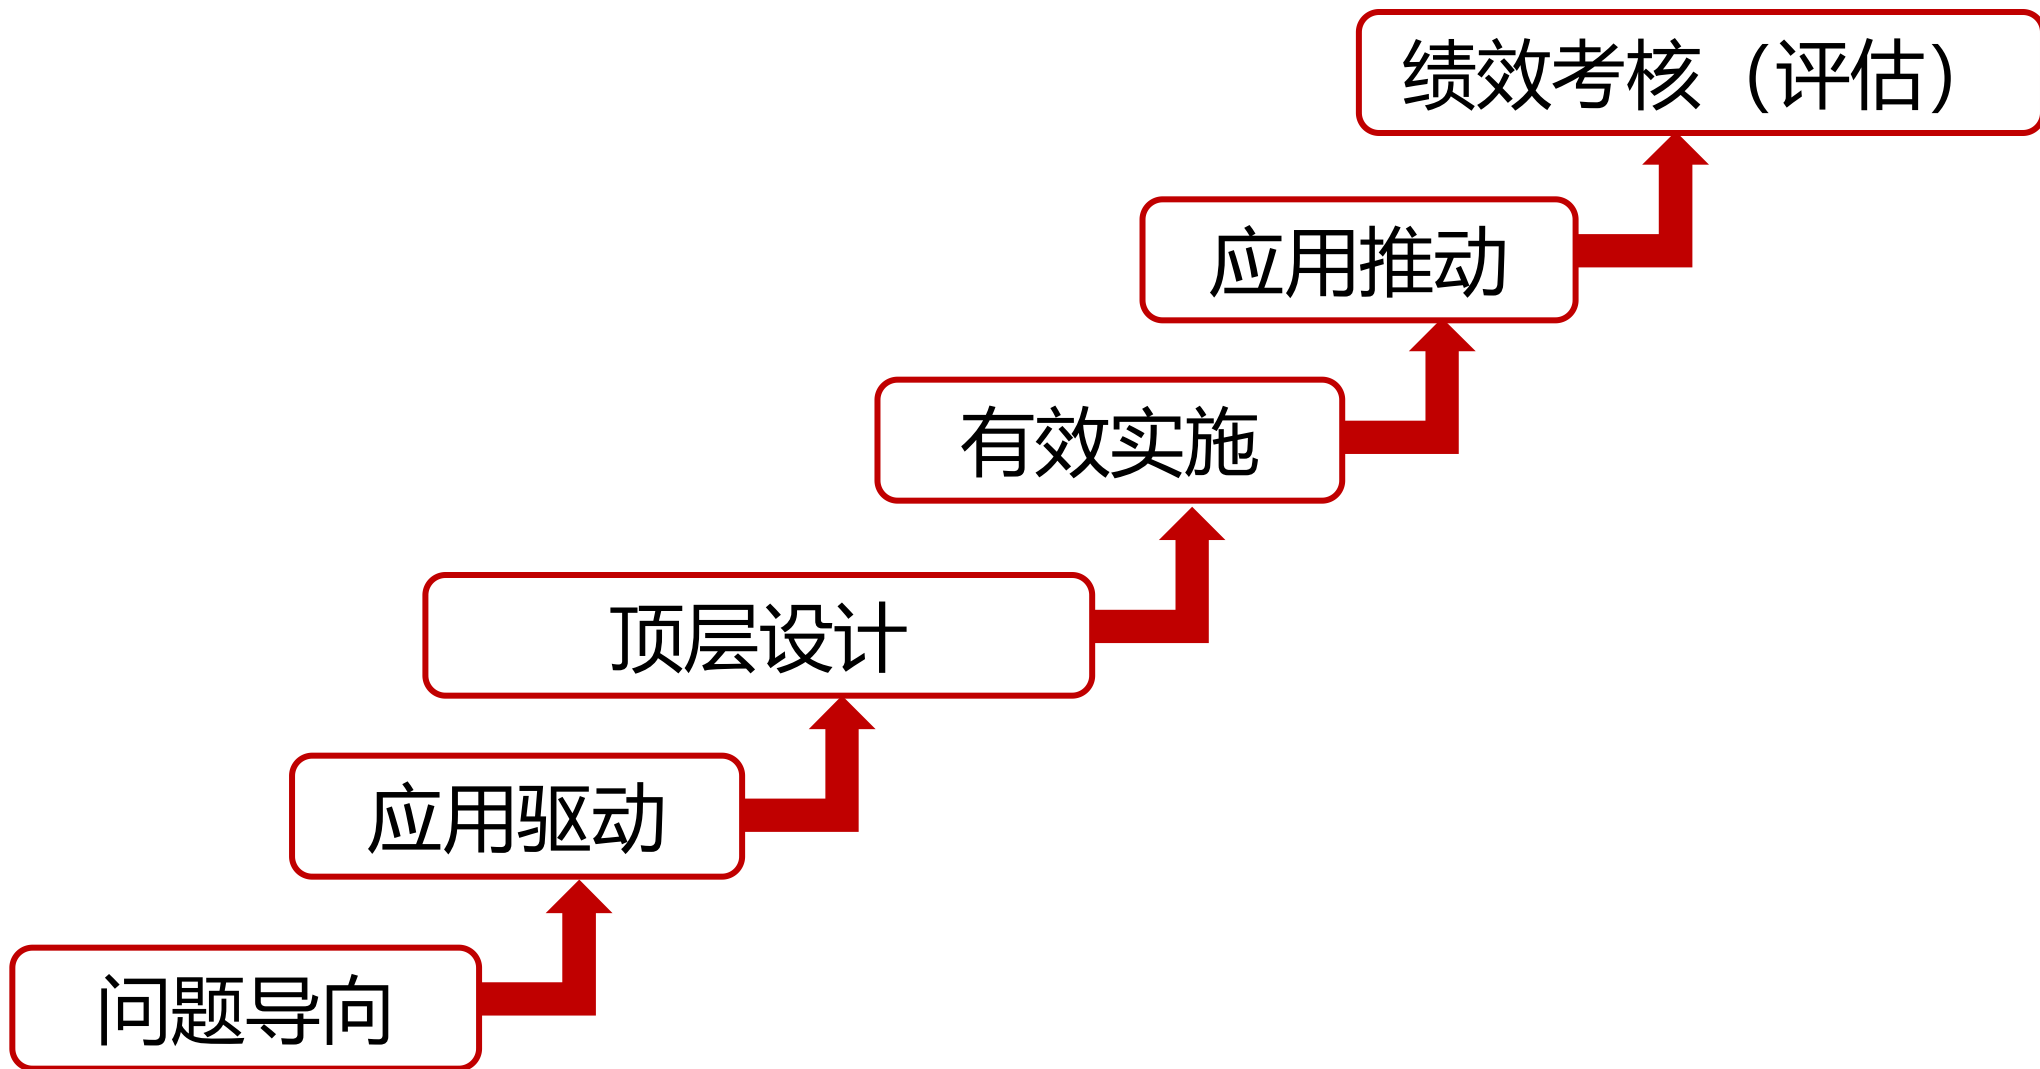 绩效考核（评估）
应用推动
有效实施
顶层设计
应用驱动
问题导向